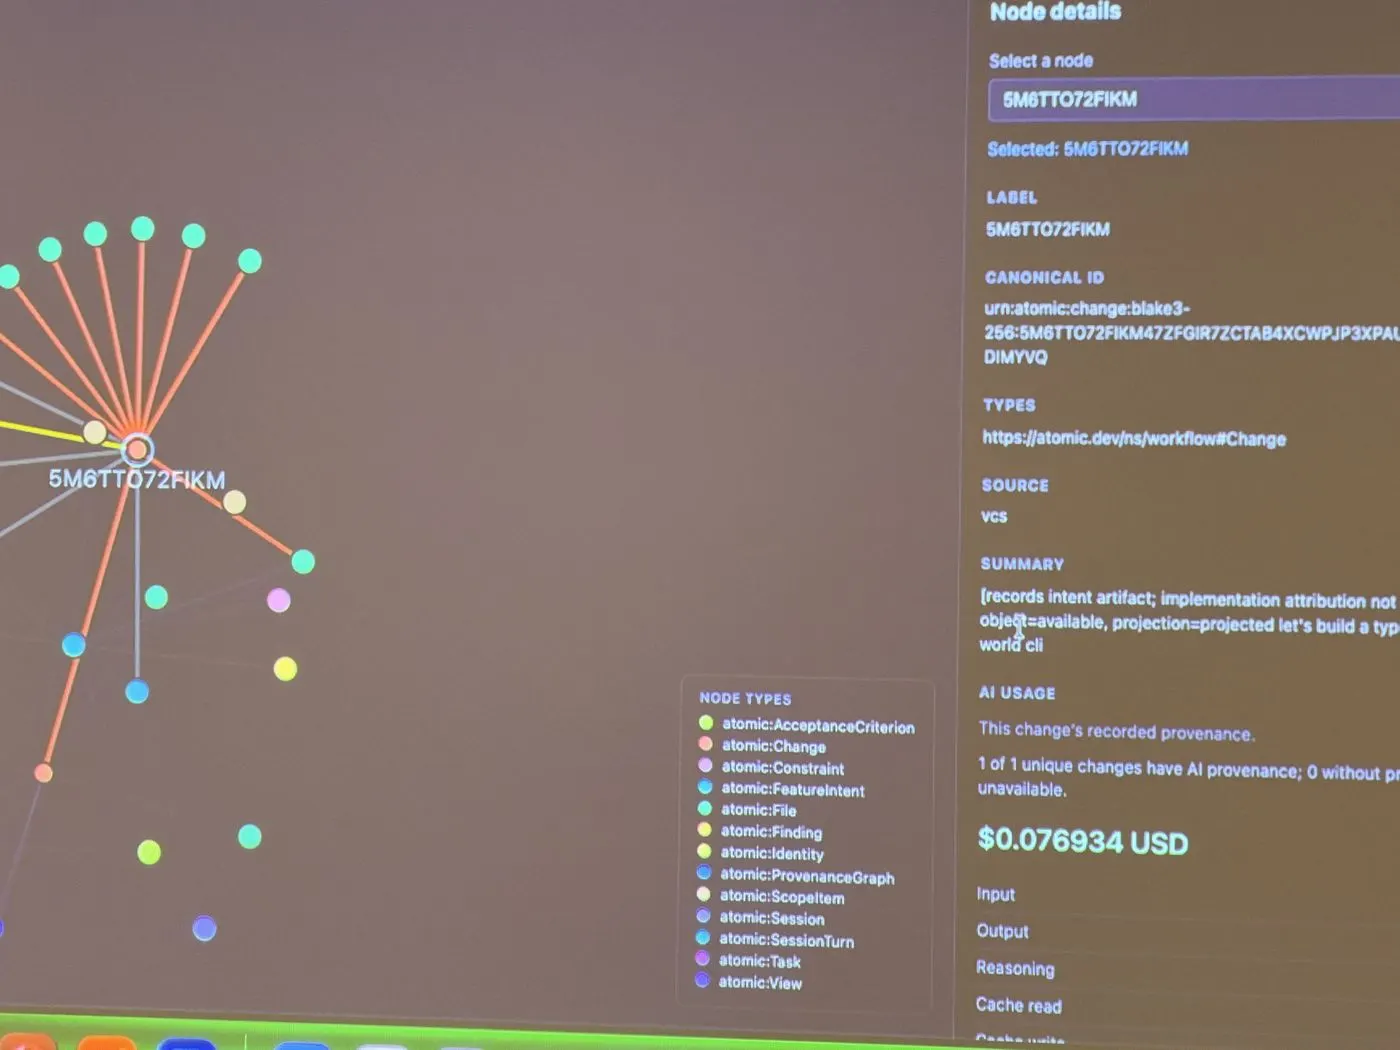 Node details
Select a node
5M6TTO72FIKM
Selected: 5M6TTO72FIKM
LABEL
5M6TTO72FIKM
CANONICAL ID
urn:atomic:change:blake3-
256:5M6TTO72FIKM47ZFGIR7ZCTAB4XCWPJP3XPAU
DIMYVQ
TYPES
https://atomic.dev/ns/workflow#Change
SOURCE
vcs
SUMMARY
[records intent artifact; implementation attribution not
object=available, projection=projected let's build a typ
world cli
AI USAGE
This change's recorded provenance.
1 of 1 unique changes have AI provenance; 0 without pr
unavailable.
$0.076934 USD
Input
Output
Reasoning
Cache read
Cache write
5M6TTO72FIKM
NODE TYPES
atomic:AcceptanceCriterion
atomic:Change
atomic:Constraint
atomic:FeatureIntent
atomic:File
atomic:Finding
atomic:Identity
atomic:ProvenanceGraph
atomic:ScopeItem
atomic:Session
atomic:SessionTurn
atomic:Task
atomic:View